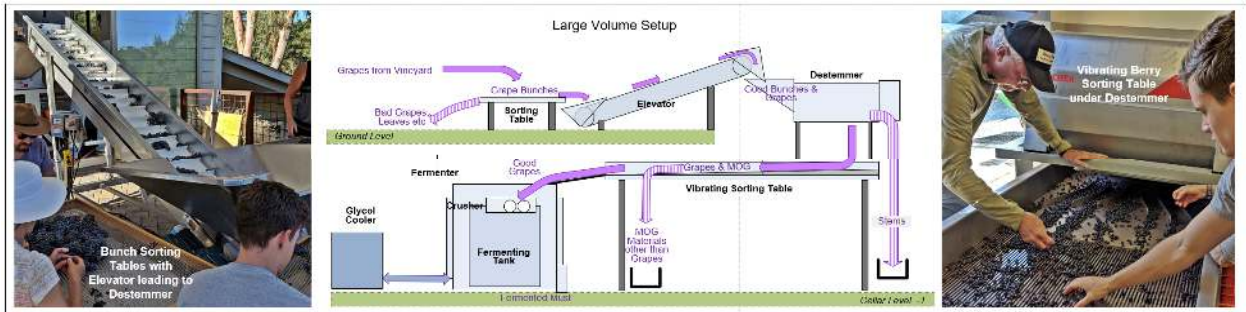 Large Volume Setup
Grapes from Vineyard
Grape Bunches
Bad Grapes
Leaves etc
Sorting
Table
Elevator
Destemmer
Good Bunches &
Grapes
Ground Level
Fermenter
Good
Grapes
Grapes & MOG
Vibrating Sorting Table
Crusher
Glycol
Cooler
Fermenting
Tank
MOG
Materials
other than
Grapes
Stems
Fermented Must
Cellar Level -1
Bunch Sorting
Tables with
Elevator leading to
Destemmer
Vibrating Berry
Sorting Table
under Destemmer